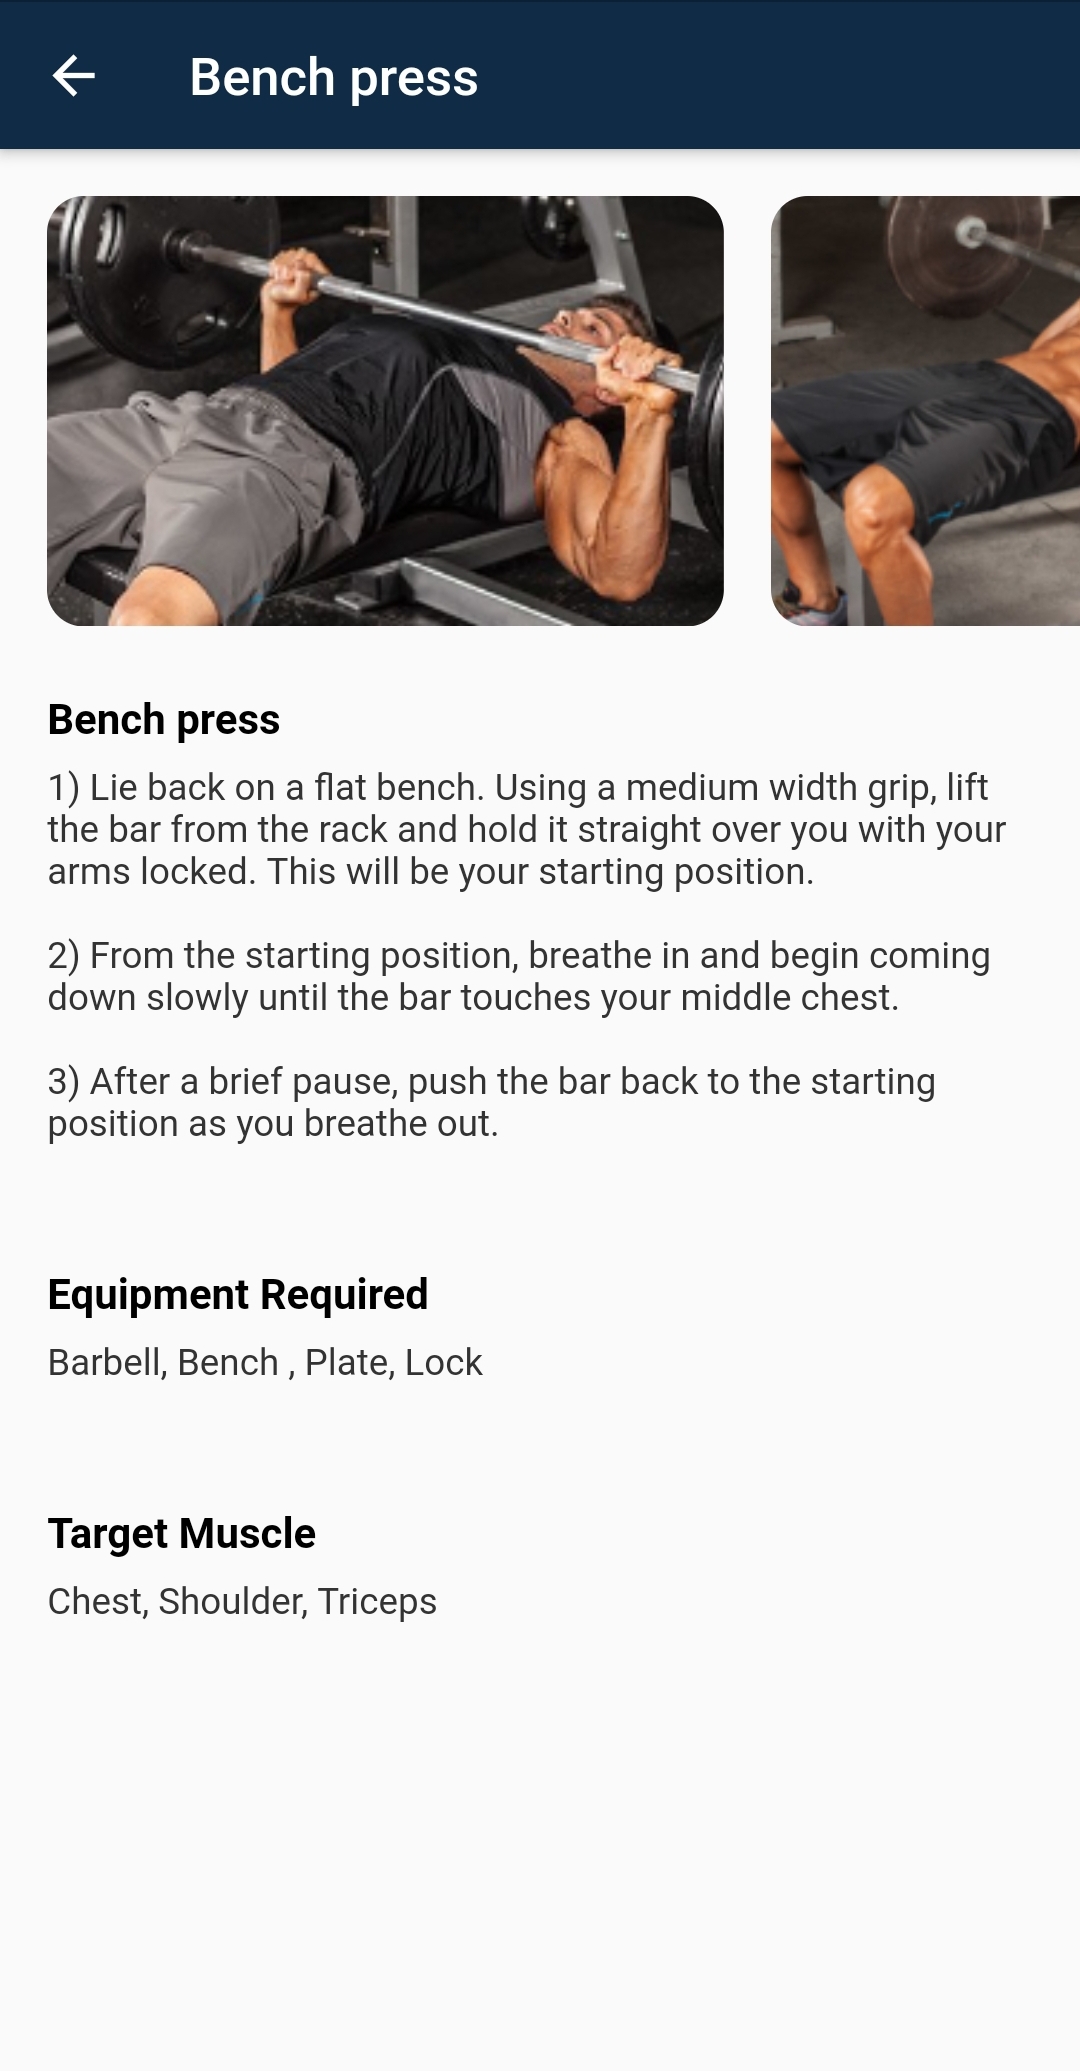 Bench press
Bench press
1) Lie back on a flat bench. Using a medium width grip, lift
the bar from the rack and hold it straight over you with your
arms locked. This will be your starting position.
2) From the starting position, breathe in and begin coming
down slowly until the bar touches your middle chest.
3) After a brief pause, push the bar back to the starting
position as you breathe out.
Equipment Required
Barbell, Bench , Plate, Lock
Target Muscle
Chest, Shoulder, Triceps